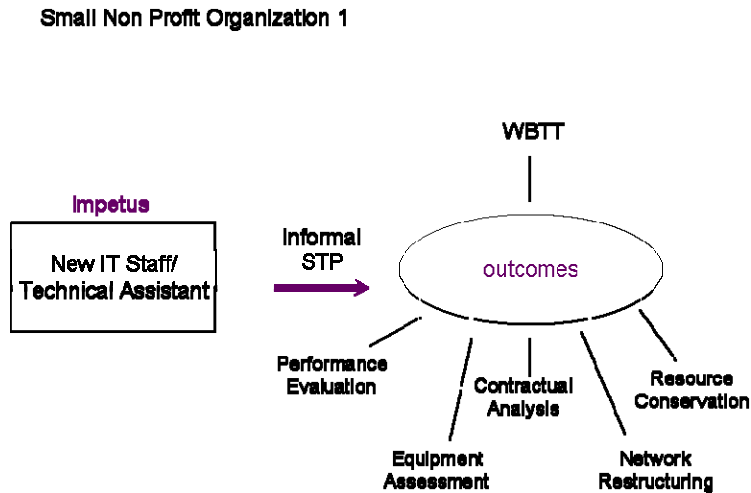 Small Non Profit Organization 1
WBTT
Impetus
New IT Staff/
Technical Assistant
Informal
STP
outcomes
Performance
Evaluation
Contractual
Analysis
Resource
Conservation
Equipment
Assessment
Network
Restructuring